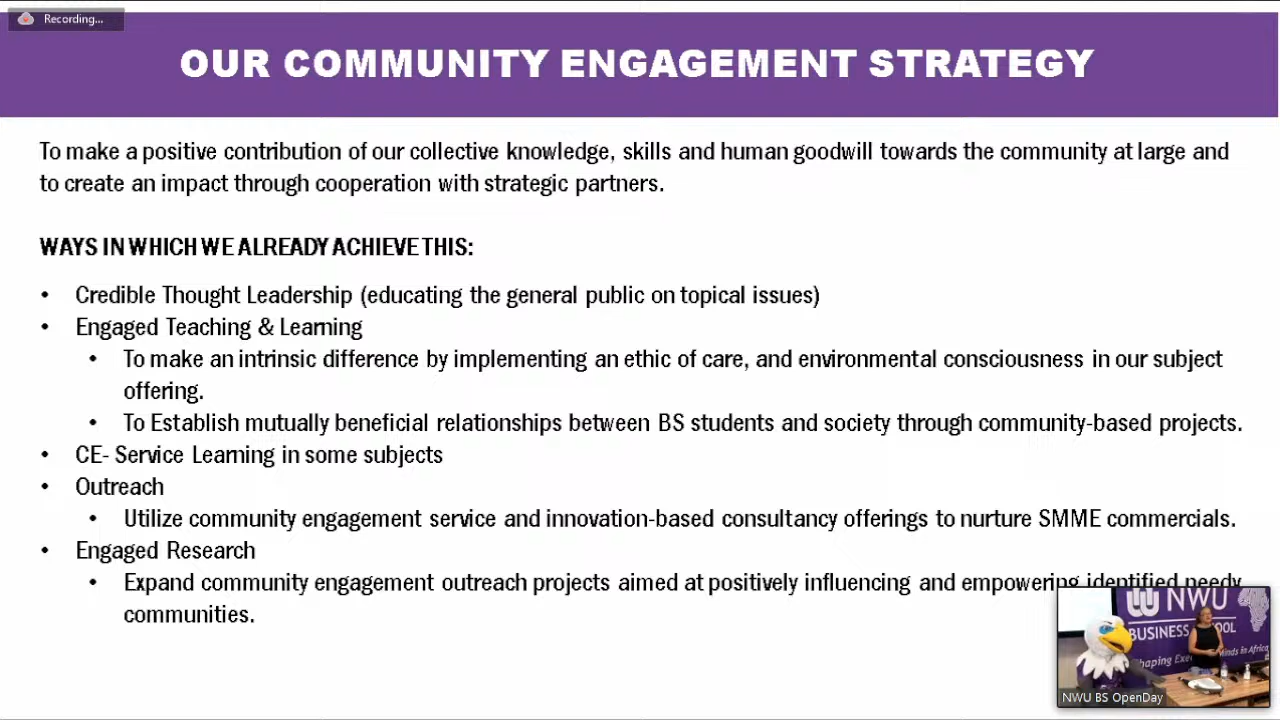 Recording...
OUR COMMUNITY ENGAGEMENT STRATEGY
To make a positive contribution of our collective knowledge, skills and human goodwill towards the community at large and
to create an impact through cooperation with strategic partners.
WAYS IN WHICH WE ALREADY ACHIEVE THIS:
• Credible Thought Leadership (educating the general public on topical issues)
• Engaged Teaching & Learning
• To make an intrinsic difference by implementing an ethic of care, and environmental consciousness in our subject
offering.
• To Establish mutually beneficial relationships between BS students and society through community-based projects.
• CE- Service Learning in some subjects
• Outreach
• Utilize community engagement service and innovation-based consultancy offerings to nurture SMME commercials.
• Engaged Research
• Expand community engagement outreach projects aimed at positively influencing and empowering identified needy
communities.
NWU
BUSINESS
in Africa
NWU BS OpenDay